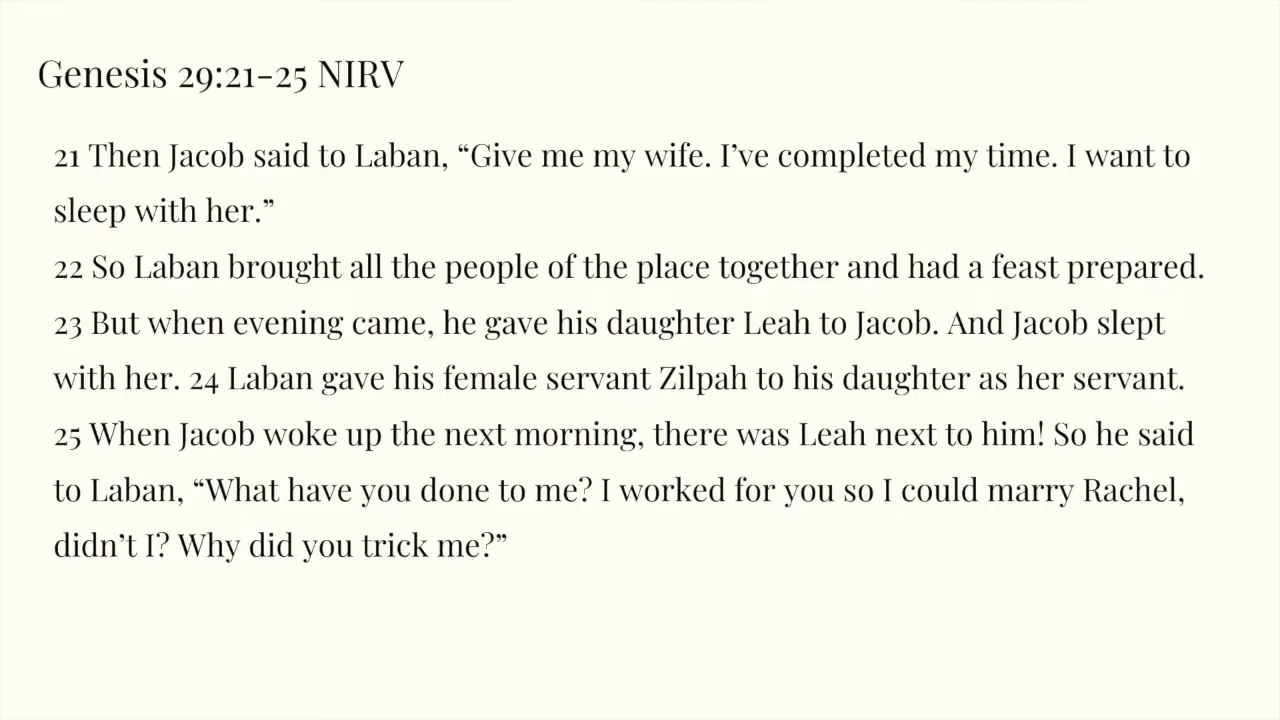 Genesis 29:21-25 NIRV
21 Then Jacob said to Laban, “Give me my wife. I’ve completed my time. I want to
sleep with her.”
22 So Laban brought all the people of the place together and had a feast prepared.
23 But when evening came, he gave his daughter Leah to Jacob. And Jacob slept
with her. 24 Laban gave his female servant Zilpah to his daughter as her servant.
25 When Jacob woke up the next morning, there was Leah next to him! So he said
to Laban, “What have you done to me? I worked for you so I could marry Rachel,
didn’t I? Why did you trick me?”